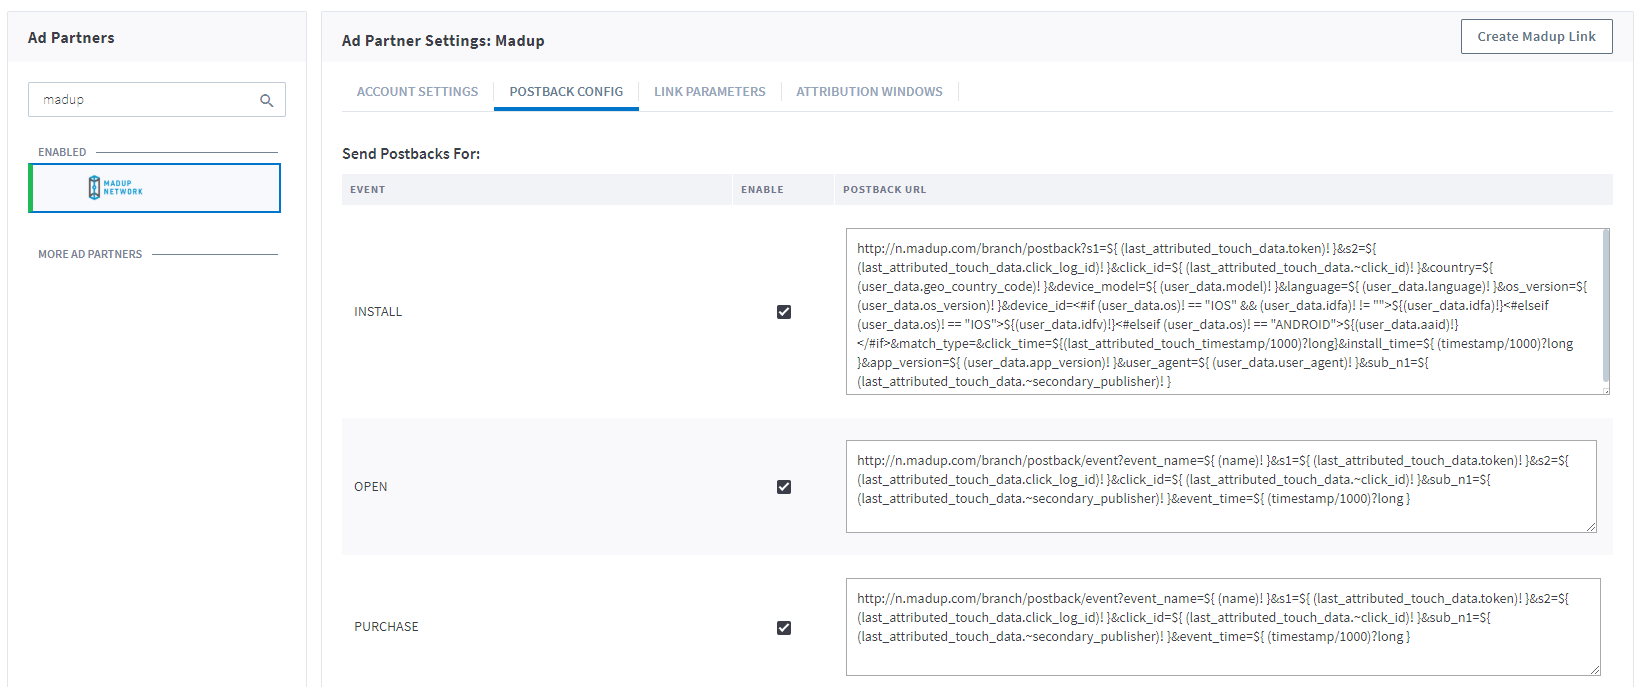 Ad Partners
madup
ENABLED
MADUP
NETWORK
MORE AD PARTNERS
Ad Partner Settings: Madup
Create Madup Link
ACCOUNT SETTINGS
POSTBACK CONFIG
LINK PARAMETERS
ATTRIBUTION WINDOWS
Send Postbacks For:
EVENT
ENABLE
POSTBACK URL
INSTALL
http://n.madup.com/branch/postback?s1=${ (last_attributed_touch_data.token)! }&s2=${
(last_attributed_touch_data.click_log_id)! }&click_id=${ (last_attributed_touch_data.~click_id)! }&country=${
(user_data.geo_country_code)! }&device_model=${ (user_data.model)! }&language=${ (user_data.language)! }&os_version=${
(user_data.os_version)! }&device_id=<#if (user_data.os)! == "IOS" && (user_data.idfa)! != "">${(user_data.idfa)!}<#elseif
(user_data.os)! == "IOS">${(user_data.idfv)!}<#elseif (user_data.os)! == "ANDROID">${(user_data.aaid)!}
</#if>&match_type=&click_time=${(last_attributed_touch_timestamp/1000)?long}&install_time=${ (timestamp/1000)?long
}&app_version=${ (user_data.app_version)! }&user_agent=${ (user_data.user_agent)! }&sub_n1=${
(last_attributed_touch_data.~secondary_publisher)! }
OPEN
http://n.madup.com/branch/postback/event?event_name=${ (name)! }&s1=${ (last_attributed_touch_data.token)! }&s2=${
(last_attributed_touch_data.click_log_id)! }&click_id=${ (last_attributed_touch_data.~click_id)! }&sub_n1=${
(last_attributed_touch_data.~secondary_publisher)! }&event_time=${ (timestamp/1000)?long }
PURCHASE
http://n.madup.com/branch/postback/event?event_name=${ (name)! }&s1=${ (last_attributed_touch_data.token)! }&s2=${
(last_attributed_touch_data.click_log_id)! }&click_id=${ (last_attributed_touch_data.~click_id)! }&sub_n1=${
(last_attributed_touch_data.~secondary_publisher)! }&event_time=${ (timestamp/1000)?long }